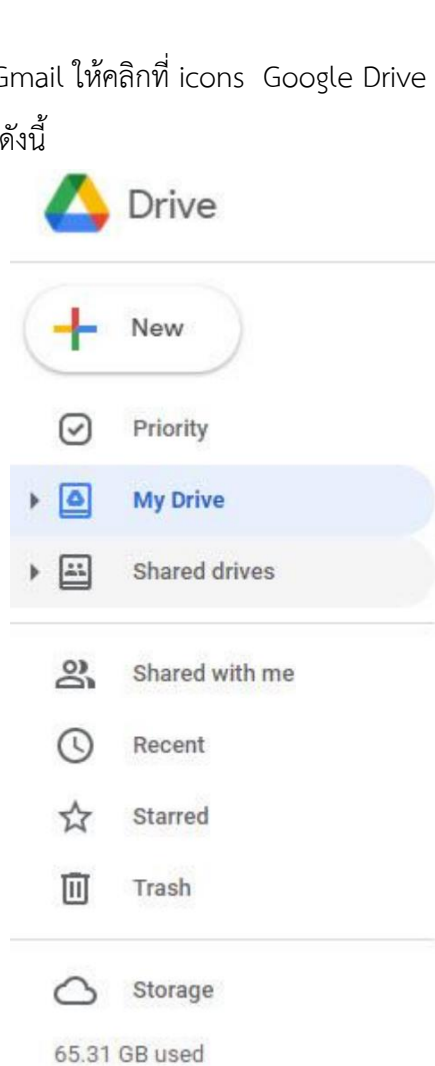 Gmail ให้คลิกที่ icons Google Drive
ดังนี้
Drive
New
Priority
My Drive
Shared drives
Shared with me
Recent
Starred
Trash
Storage
65.31 GB used